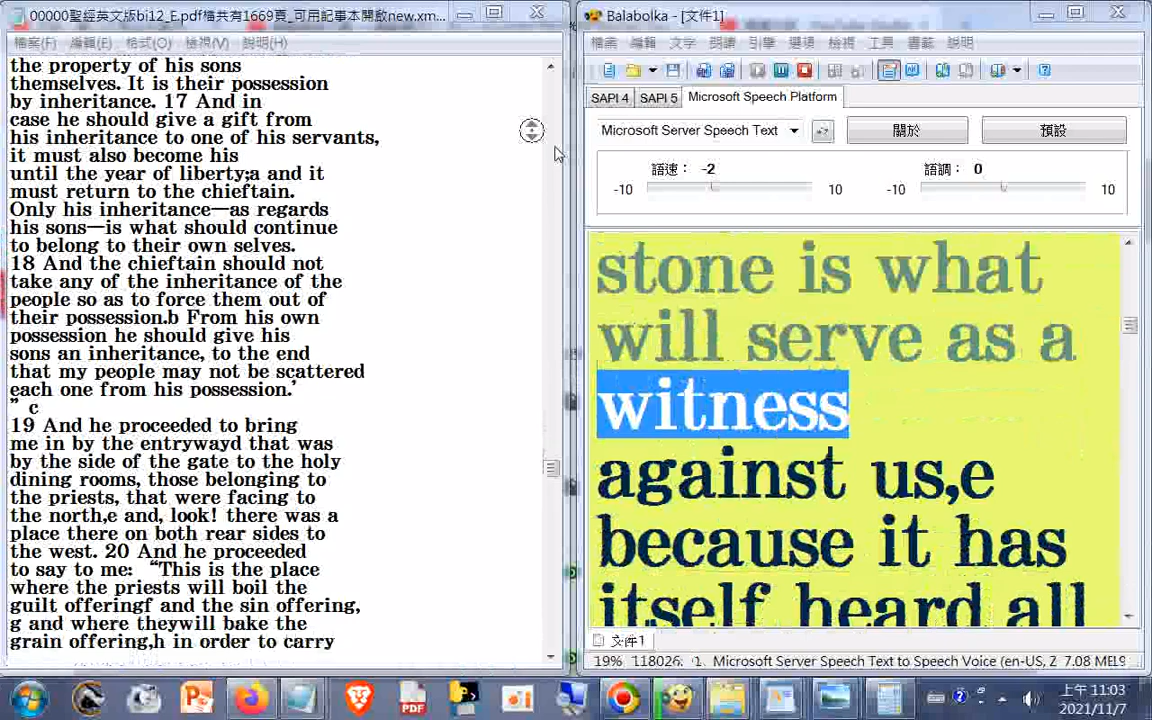 00000聖經英文版bi12_E.pdf檔共有1669頁_可用記事本開啟new.xm...
檔案(F) 編輯(E) 格式(O) 檢視(V) 說明(H)
the property of his sons
themselves. It is their possession
by inheritance. 17 And in
case he should give a gift from
his inheritance to one of his servants,
it must also become his
until the year of liberty;a and it
must return to the chieftain.
Only his inheritance—as regards
his sons—is what should continue
to belong to their own selves.
18 And the chieftain should not
take any of the inheritance of the
people so as to force them out of
their possession.b From his own
possession he should give his
sons an inheritance, to the end
that my people may not be scattered
each one from his possession.’
” c
19 And he proceeded to bring
me in by the entrywayd that was
by the side of the gate to the holy
dining rooms, those belonging to
the priests, that were facing to
the north,e and, look! there was a
place there on both rear sides to
the west. 20 And he proceeded
to say to me: “This is the place
where the priests will boil the
guilt offeringf and the sin offering,
g and where theywill bake the
grain offering,h in order to carry
Balabolka - [文件1]
檔案 編輯 文字 朗讀 引擎 選項 檢視 工具 書籤 說明
SAPI 4 SAPI 5 Microsoft Speech Platform
Microsoft Server Speech Text 關於 預設
語速： -2 語調： 0
-10 10 -10 10
stone is what
will serve as a
witness
against us,e
because it has
itself heard all
文件1
19% 118026. 1. Microsoft Server Speech Text to Speech Voice (en-US, 2 7.08 ME19%
PDF
上午 11:03
2021/11/7